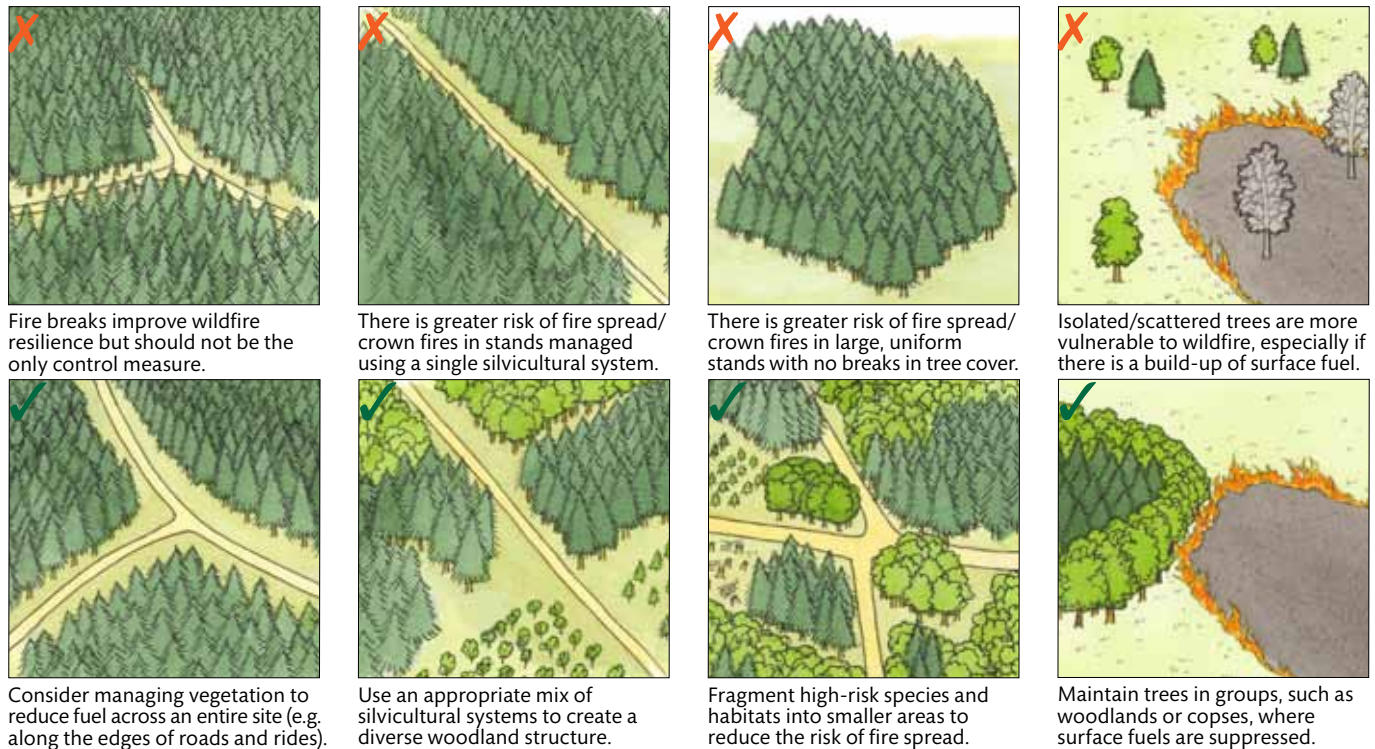 Fire breaks improve wildfire
resilience but should not be the
only control measure.
There is greater risk of fire spread/
crown fires in stands managed
using a single silvicultural system.
There is greater risk of fire spread/
crown fires in large, uniform
stands with no breaks in tree cover.
Isolated/scattered trees are more
vulnerable to wildfire, especially if
there is a build-up of surface fuel.
Consider managing vegetation to
reduce fuel across an entire site (e.g.
along the edges of roads and rides).
Use an appropriate mix of
silvicultural systems to create a
diverse woodland structure.
Fragment high-risk species and
habitats into smaller areas to
reduce the risk of fire spread.
Maintain trees in groups, such as
woodlands or copses, where
surface fuels are suppressed.